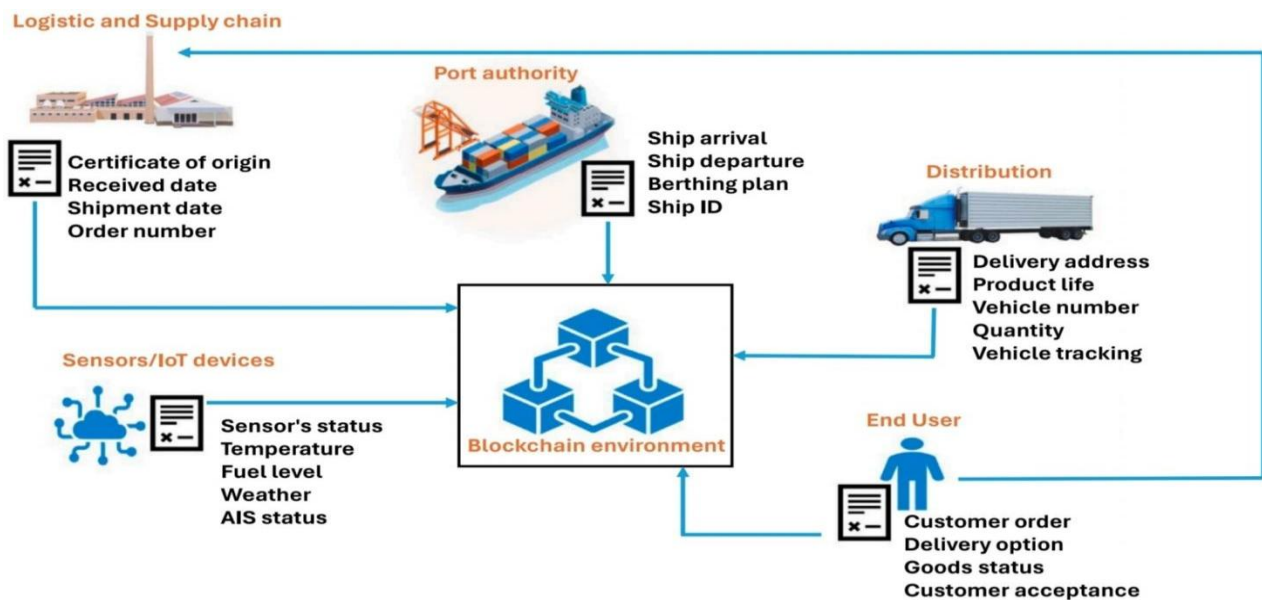 Logistic and Supply chain
Certificate of origin
Received date
Shipment date
Order number
Port authority
Ship arrival
Ship departure
Berthing plan
Ship ID
Distribution
Delivery address
Product life
Vehicle number
Quantity
Vehicle tracking
Sensors/IoT devices
Sensor's status
Temperature
Fuel level
Weather
AIS status
Blockchain environment
End User
Customer order
Delivery option
Goods status
Customer acceptance